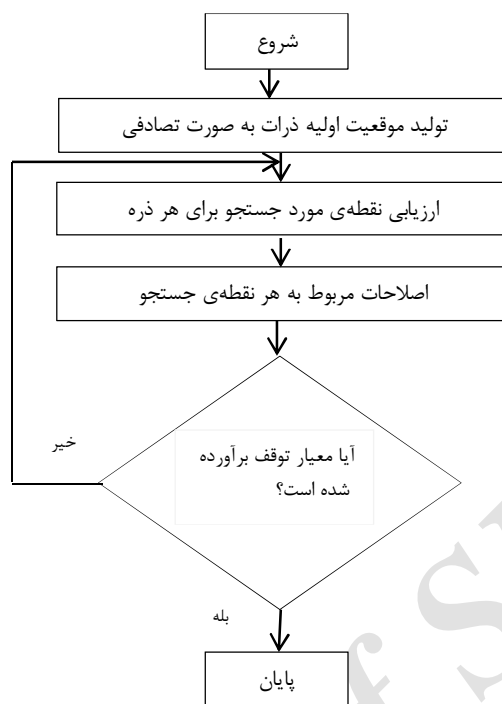 شروع
تولید موقعیت اولیه ذرات به صورت تصادفی
ارزیابی نقطه‌ی مورد جستجو برای هر ذره
اصلاحات مربوط به هر نقطه‌ی جستجو
آیا معیار توقف برآورده
شده است؟
خیر
بله
پایان